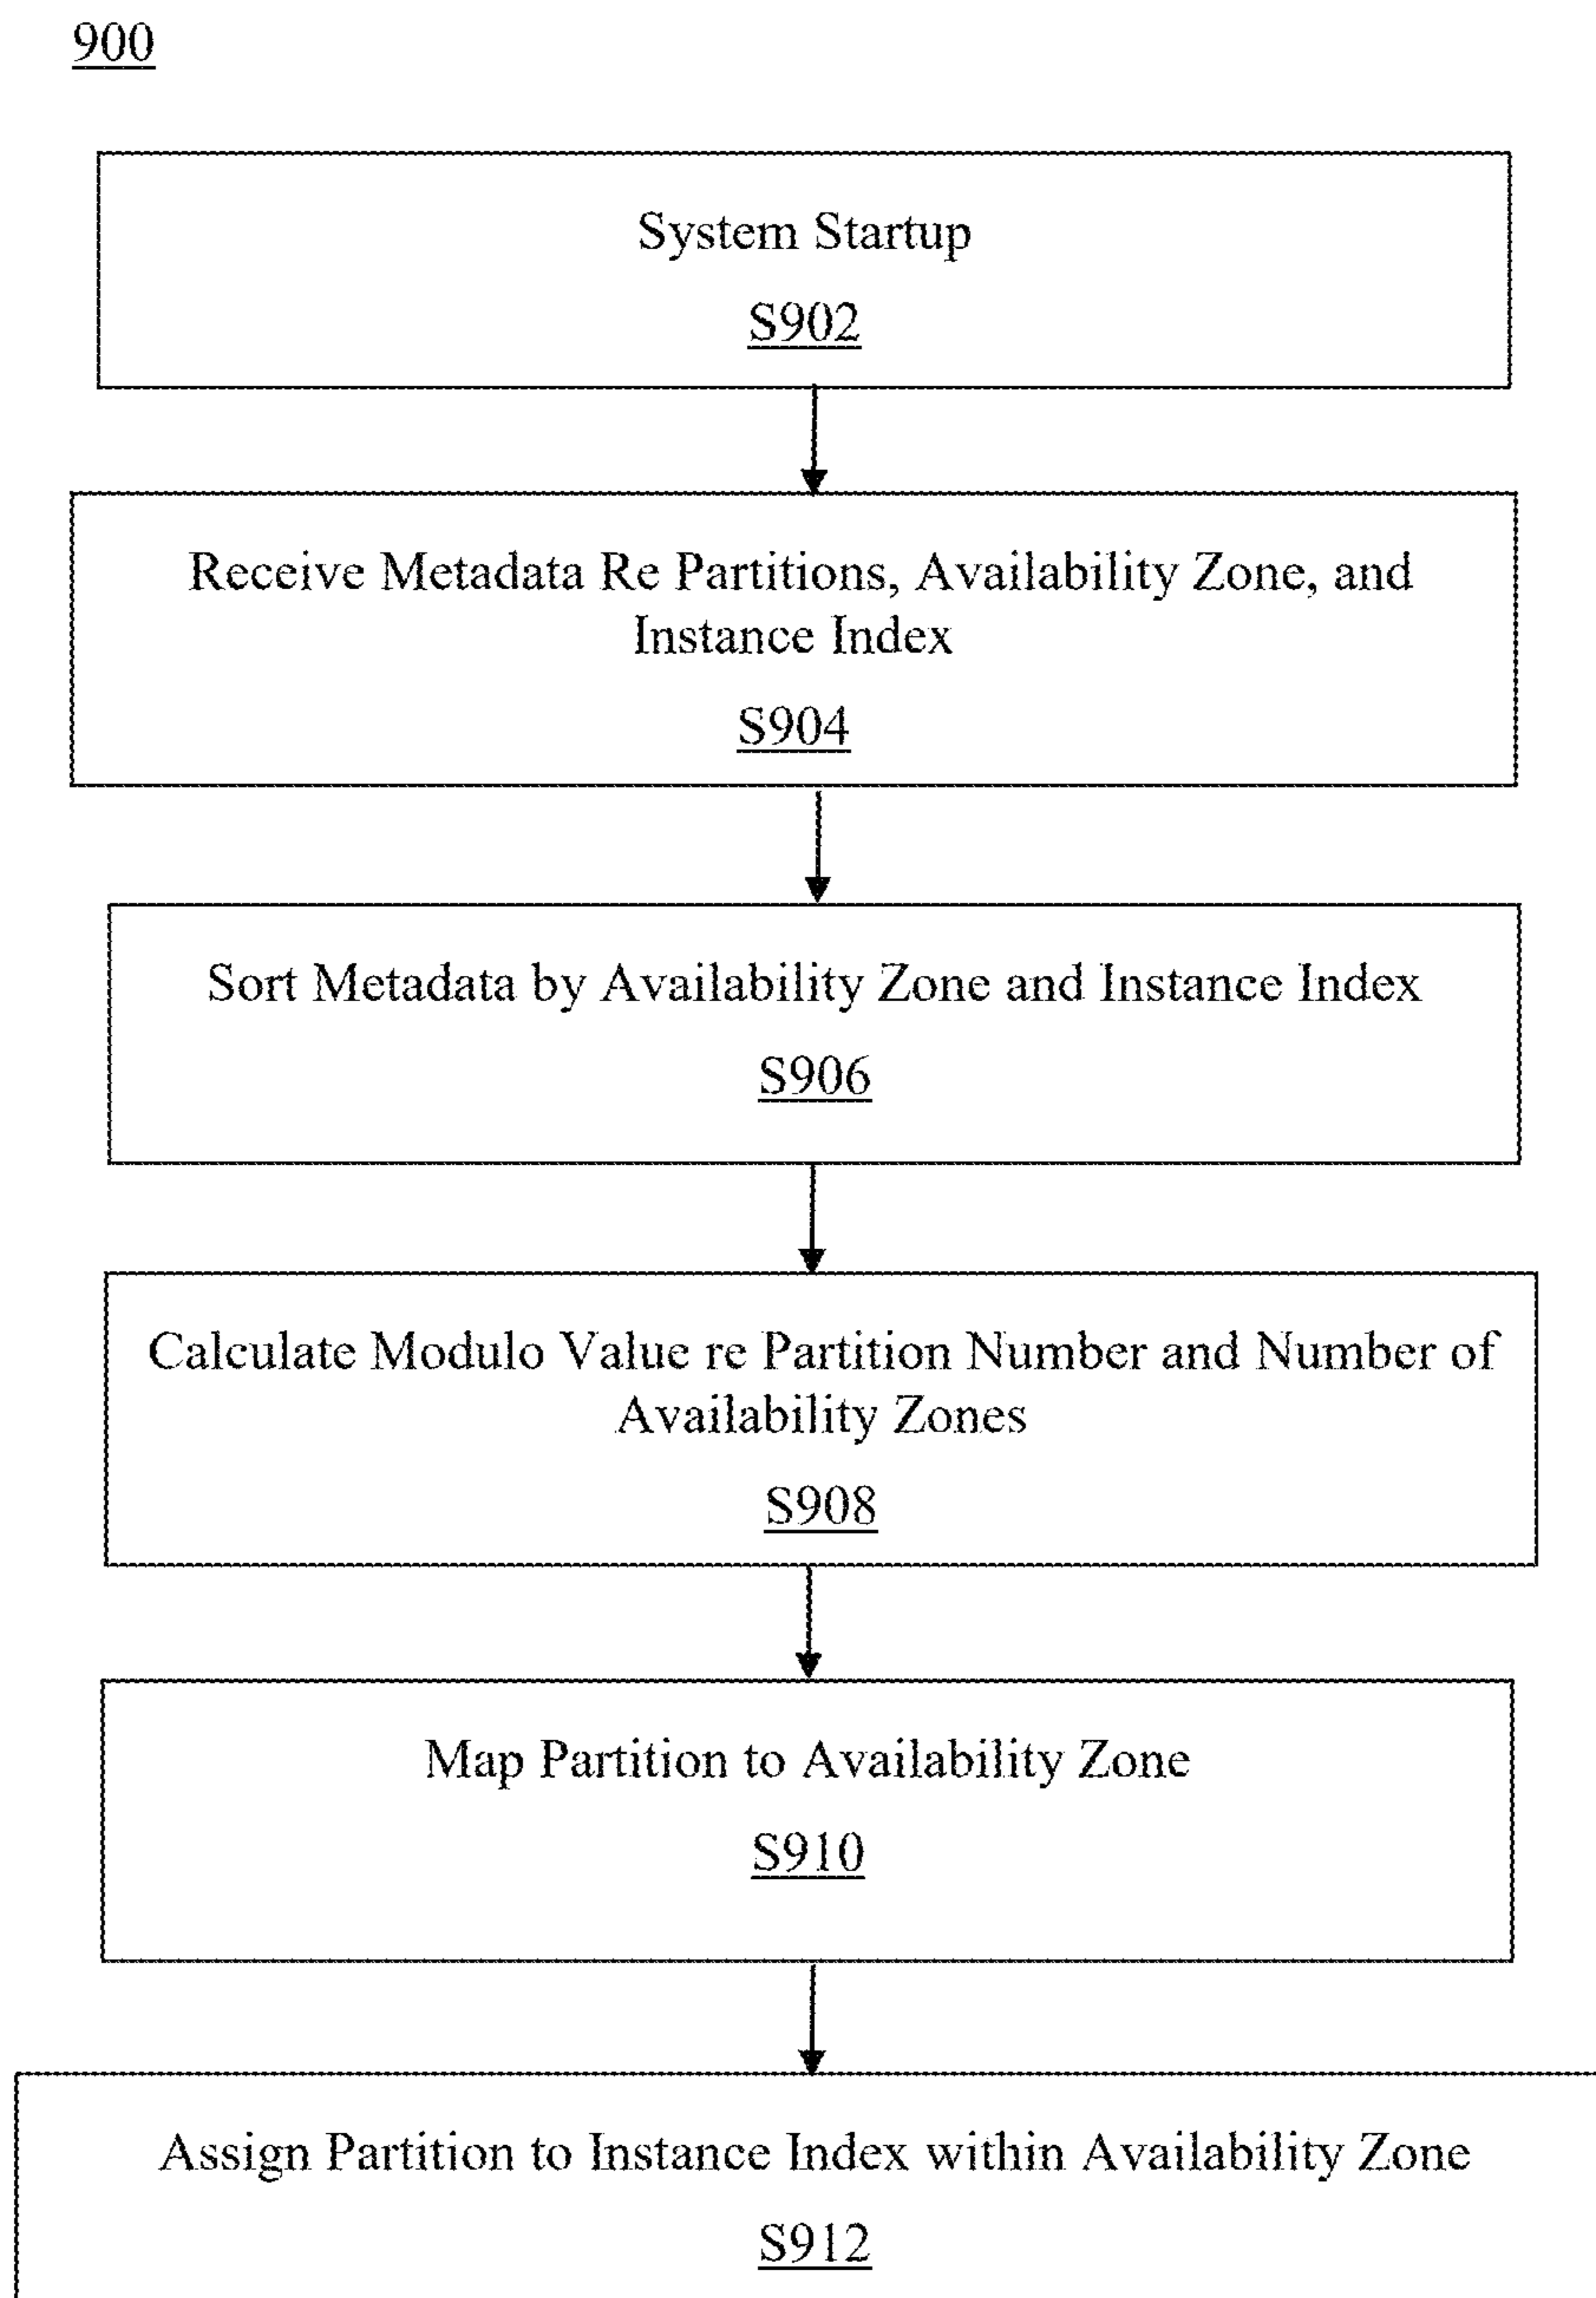 900
System Startup
S902
Receive Metadata Re Partitions, Availability Zone, and
Instance Index
S904
Sort Metadata by Availability Zone and Instance Index
S906
Calculate Modulo Value re Partition Number and Number of
Availability Zones
S908
Map Partition to Availability Zone
S910
Assign Partition to Instance Index within Availability Zone
S912